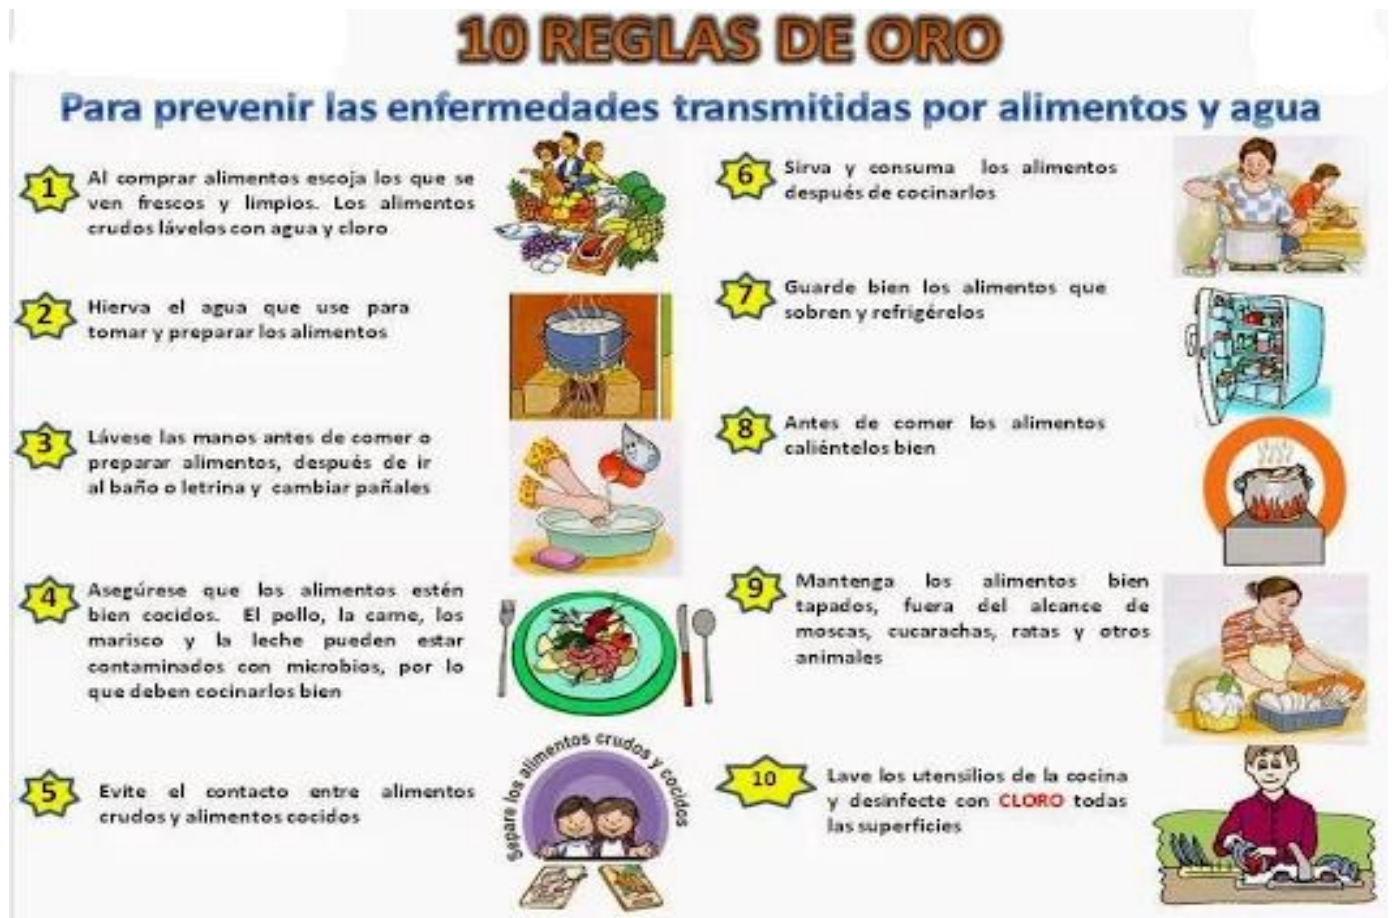 10 REGLAS DE ORO
Para prevenir las enfermedades transmitidas por alimentos y agua
1
Al comprar alimentos escoja los que se
ven frescos y limpios. Los alimentos
crudos lávelos con agua y cloro
2
Hierva el agua que use para
tomar y preparar los alimentos
3
Lávese las manos antes de comer o
preparar alimentos, después de ir
al baño o letrina y cambiar pañales
4
Asegúrese que los alimentos estén
bien cocidos. El pollo, la carne, los
marisco y la leche pueden estar
contaminados con microbios, por lo
que deben cocinarlos bien
5
Evite el contacto entre alimentos
crudos y alimentos cocidos
Separe los alimentos crudos y cocidos
6
Sirva y consuma los alimentos
después de cocinarlos
7
Guarde bien los alimentos que
sobren y refrigérelos
8
Antes de comer los alimentos
caliéntelos bien
9
Mantenga los alimentos bien
tapados, fuera del alcance de
moscas, cucarachas, ratas y otros
animales
10
Lave los utensilios de la cocina
y desinfecte con CLORO todas
las superficies